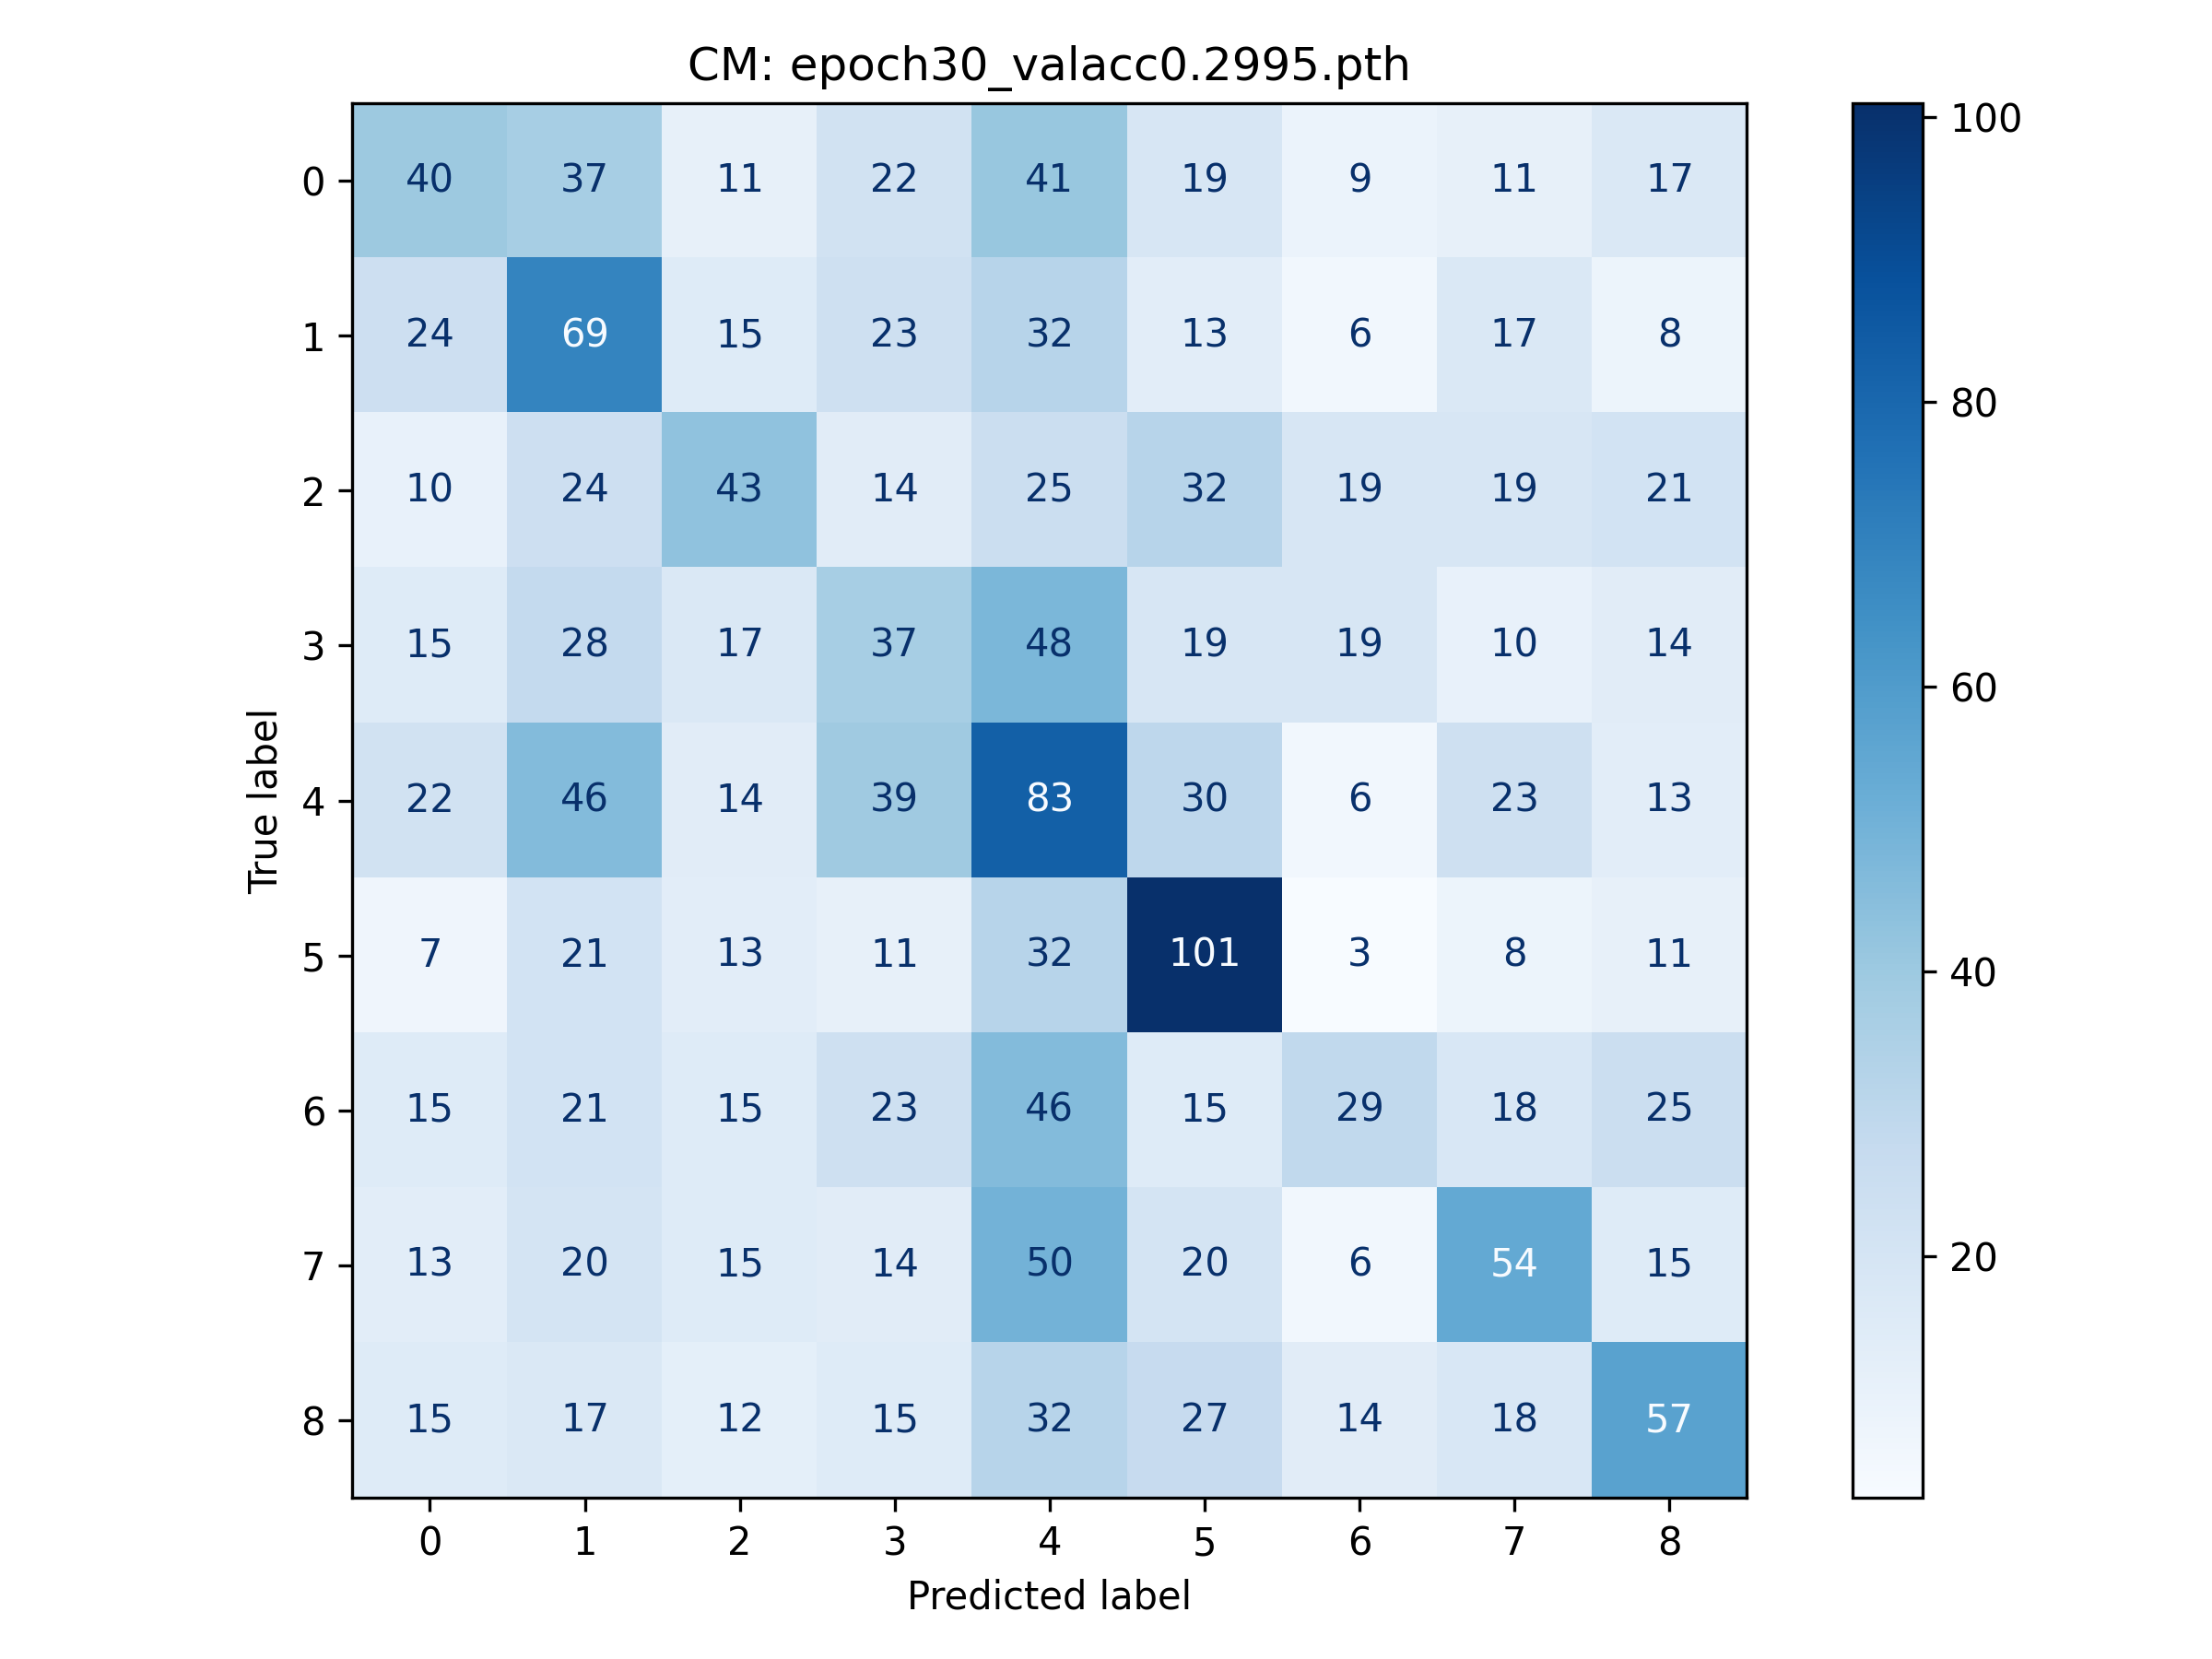 CM: epoch30_valacc0.2995.pth
0 40 37 11 22 41 19 9 11 17
1 24 69 15 23 32 13 6 17 8
2 10 24 43 14 25 32 19 19 21
3 15 28 17 37 48 19 19 10 14
4 22 46 14 39 83 30 6 23 13
5 7 21 13 11 32 101 3 8 11
6 15 21 15 23 46 15 29 18 25
7 13 20 15 14 50 20 6 54 15
8 15 17 12 15 32 27 14 18 57
0 1 2 3 4 5 6 7 8
Predicted label
True label
100
80
60
40
20